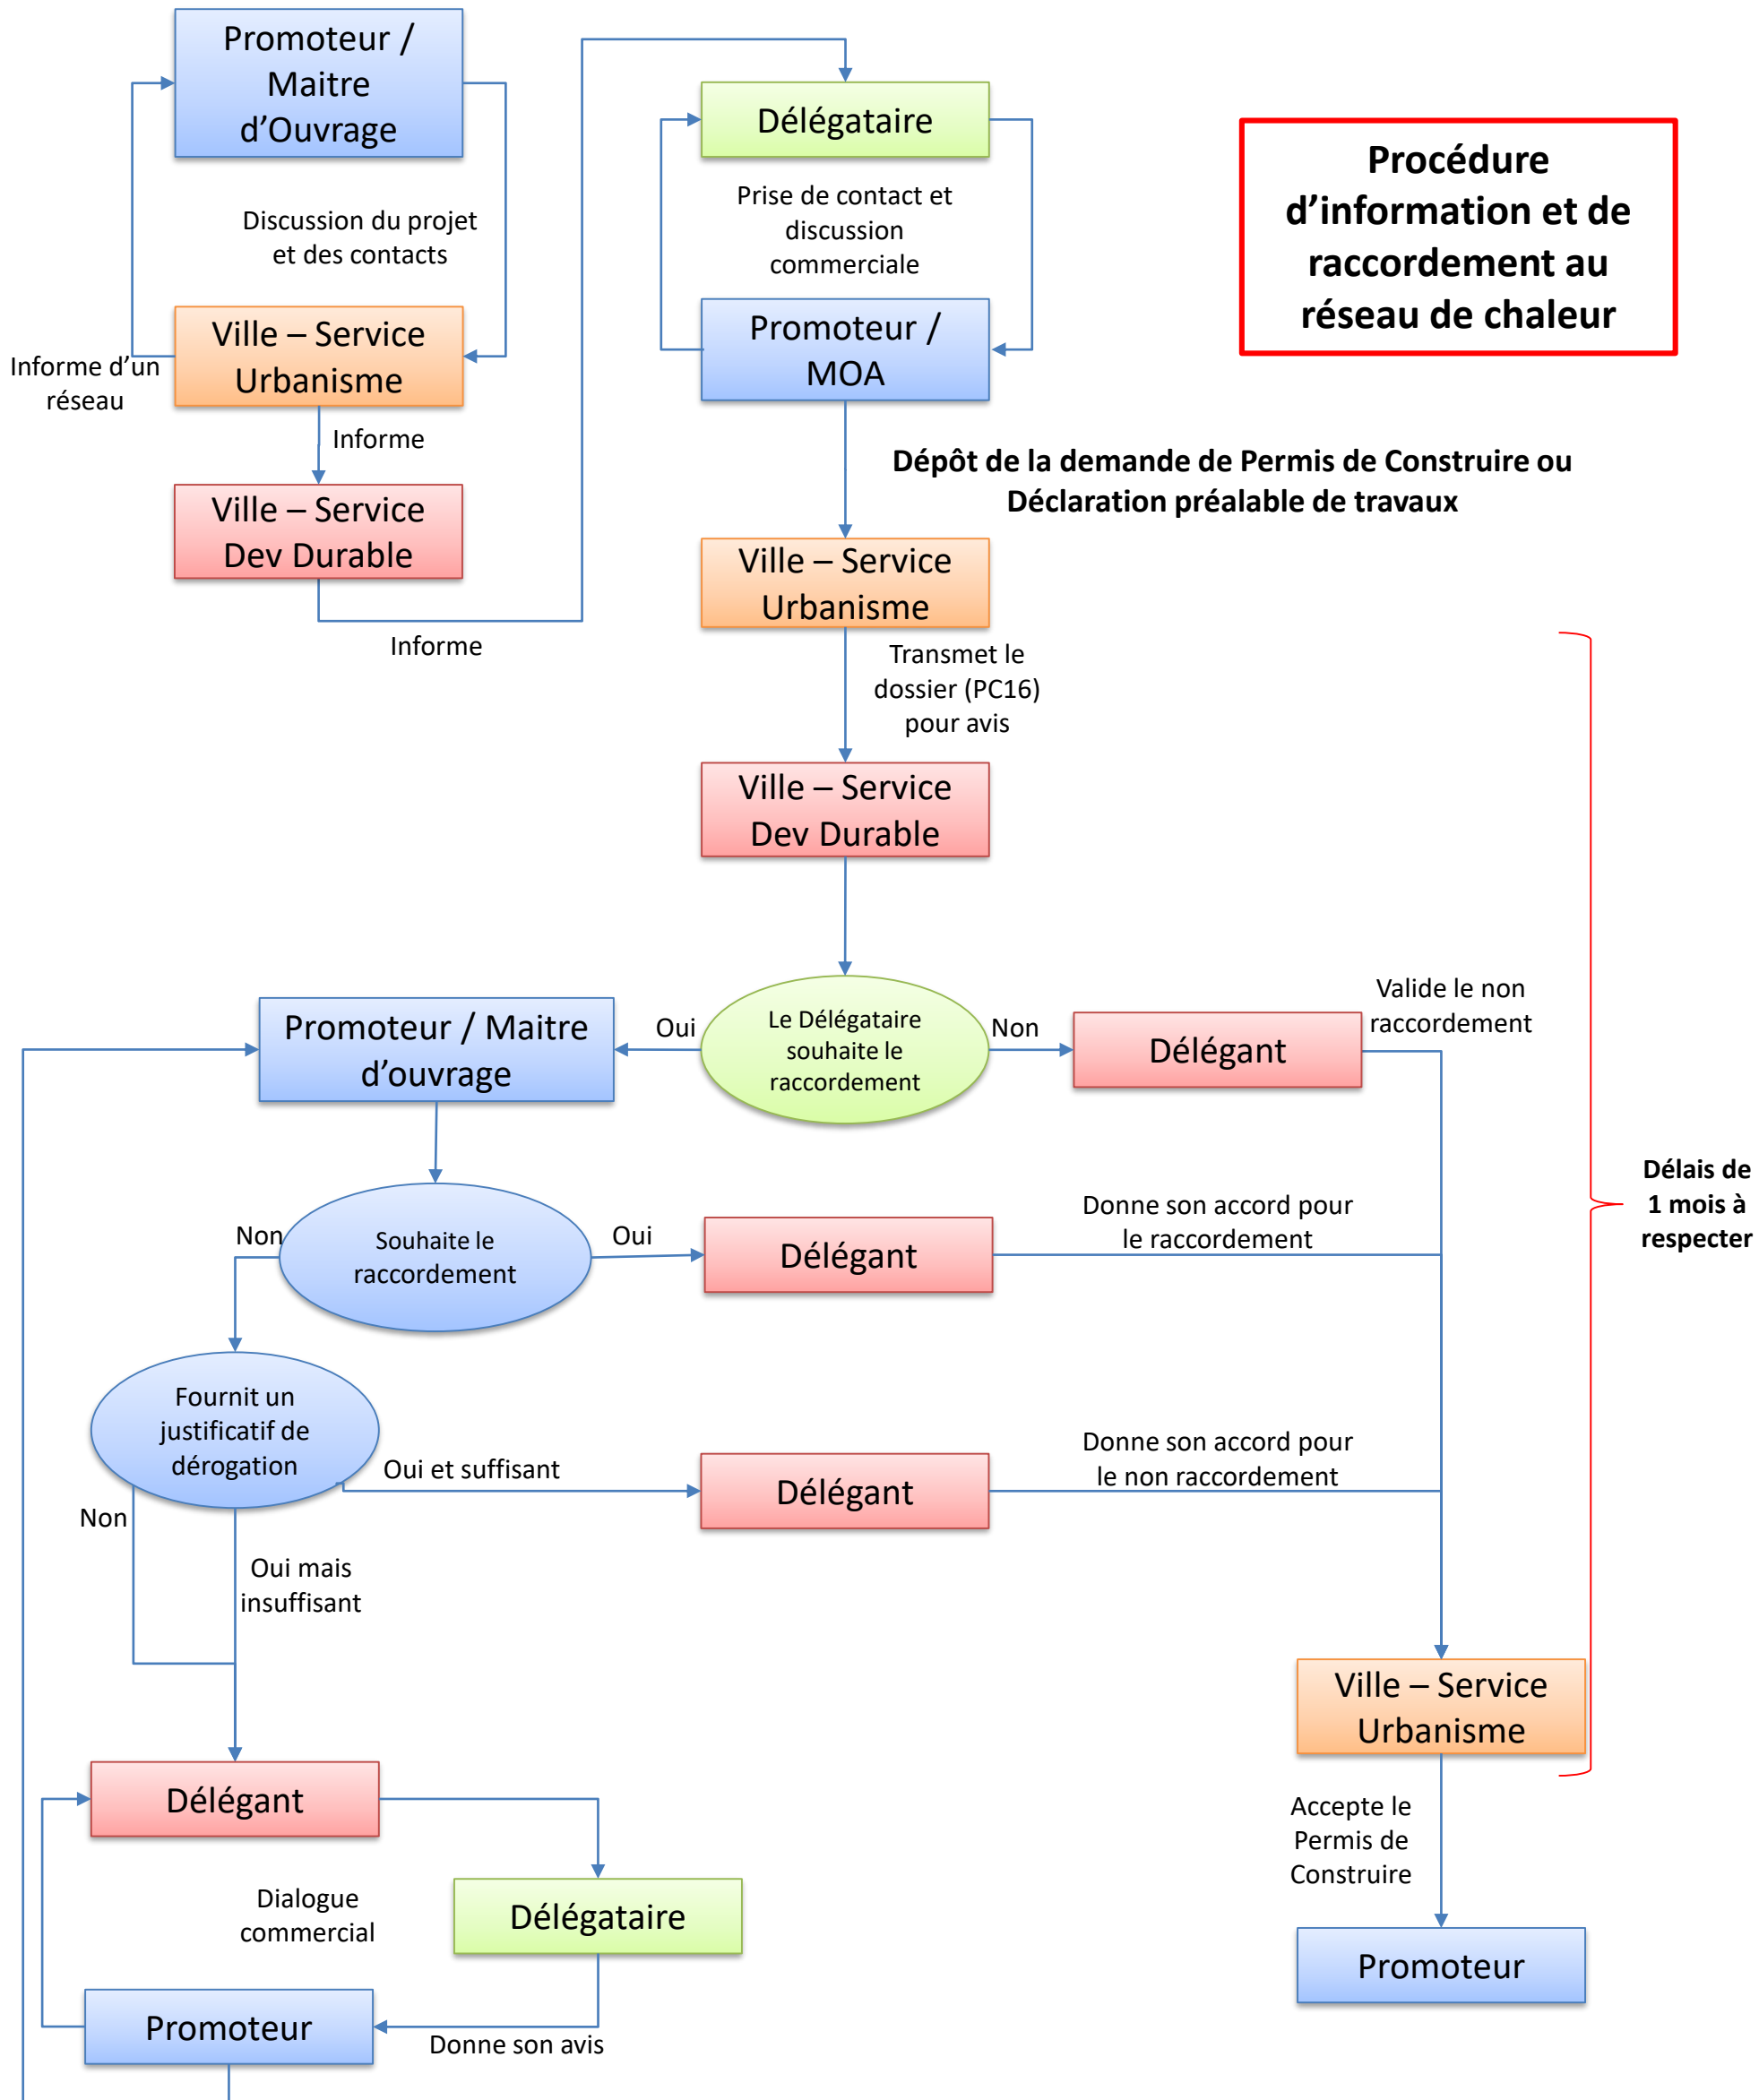 Promoteur /
Maitre
d'Ouvrage
Discussion du projet
et des contacts
Ville – Service
Urbanisme
Informe d'un
réseau
Informe
Ville – Service
Dev Durable
Informe
Délégataire
Prise de contact et
discussion
commerciale
Promoteur /
MOA
Procédure
d'information et de
raccordement au
réseau de chaleur
Dépôt de la demande de Permis de Construire ou
Déclaration préalable de travaux
Ville – Service
Urbanisme
Transmet le
dossier (PC16)
pour avis
Ville – Service
Dev Durable
Le Délégataire
souhaite le
raccordement
Oui
Non
Promoteur / Maitre
d'ouvrage
Délégant
Valide le non
raccordement
Délais de
1 mois à
respecter
Souhaite le
raccordement
Non
Oui
Délégant
Donne son accord pour
le raccordement
Fournit un
justificatif de
dérogation
Oui et suffisant
Délégant
Donne son accord pour
le non raccordement
Non
Oui mais
insuffisant
Ville – Service
Urbanisme
Délégant
Accepte le
Permis de
Construire
Dialogue
commercial
Délégataire
Promoteur
Promoteur
Donne son avis